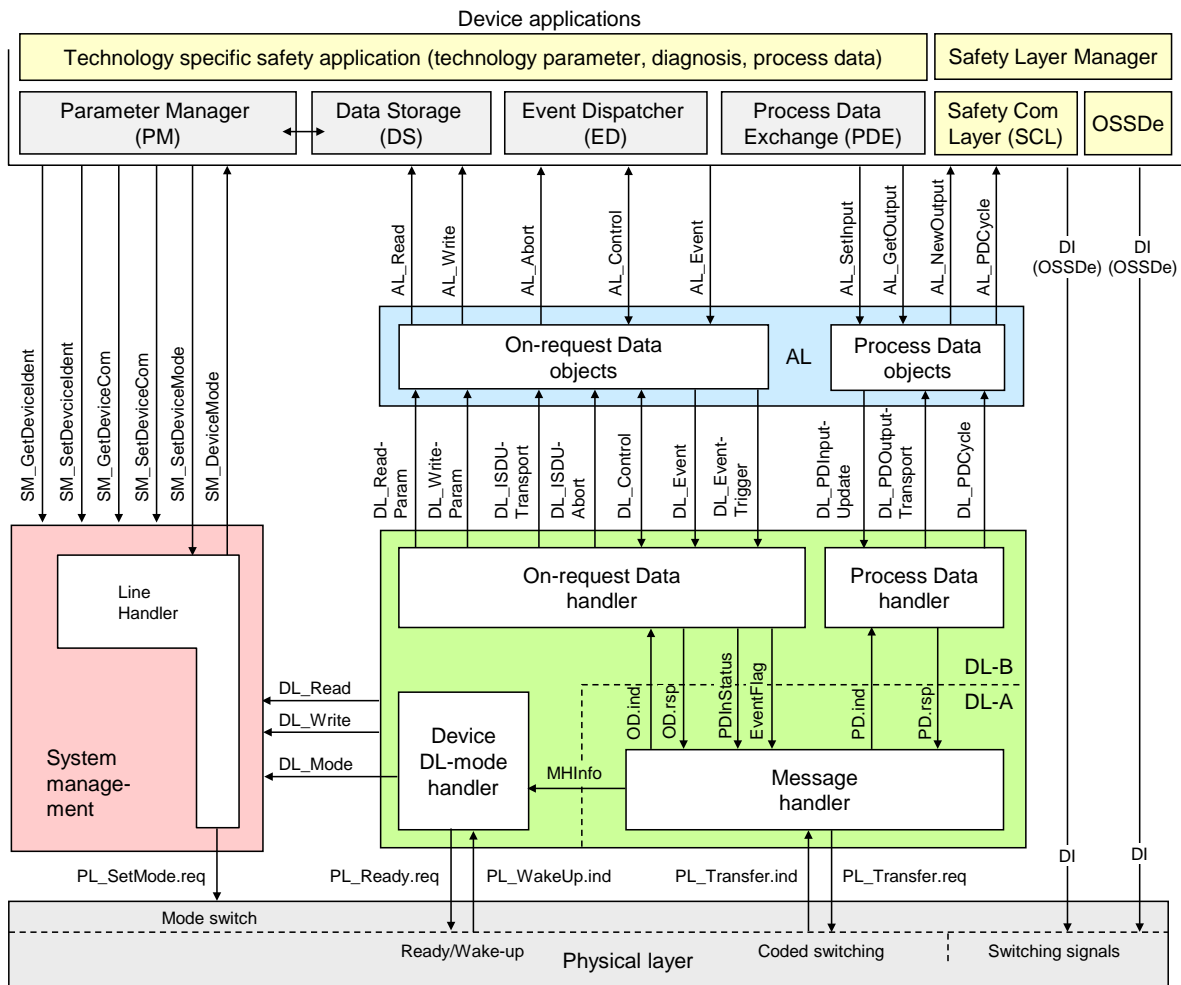 Device applications
Technology specific safety application (technology parameter, diagnosis, process data)
Safety Layer Manager
Parameter Manager
(PM)
Data Storage
(DS)
Event Dispatcher
(ED)
Process Data
Exchange (PDE)
Safety Com
Layer (SCL)
OSSDe
SM_GetDeviceIdent
SM_SetDevciceIdent
SM_GetDeviceCom
SM_SetDeviceCom
SM_SetDeviceMode
SM_DeviceMode
AL_Read
AL_Write
AL_Abort
AL_Control
AL_Event
AL_SetInput
AL_GetOutput
AL_NewOutput
AL_PDCycle
DI
(OSSDe)
DI
(OSSDe)
On-request Data
objects
AL
Process Data
objects
DL_Read-
Param
DL_Write-
Param
DL_ISDU-
Transport
DL_ISDU-
Abort
DL_Control
DL_Event
DL_Event-
Trigger
DL_PDInput-
Update
DL_PDOutput-
Transport
DL_PDCycle
Line
Handler
On-request Data
handler
Process Data
handler
OD.ind
OD.rsp
PDInStatus
EventFlag
PD.ind
PD.rsp
DL-B
DL-A
DL_Read
DL_Write
DL_Mode
System
manage-
ment
Device
DL-mode
handler
MHInfo
Message
handler
PL_SetMode.req
PL_Ready.req
PL_WakeUp.ind
PL_Transfer.ind
PL_Transfer.req
DI
DI
Mode switch
Ready/Wake-up
Physical layer
Coded switching
Switching signals